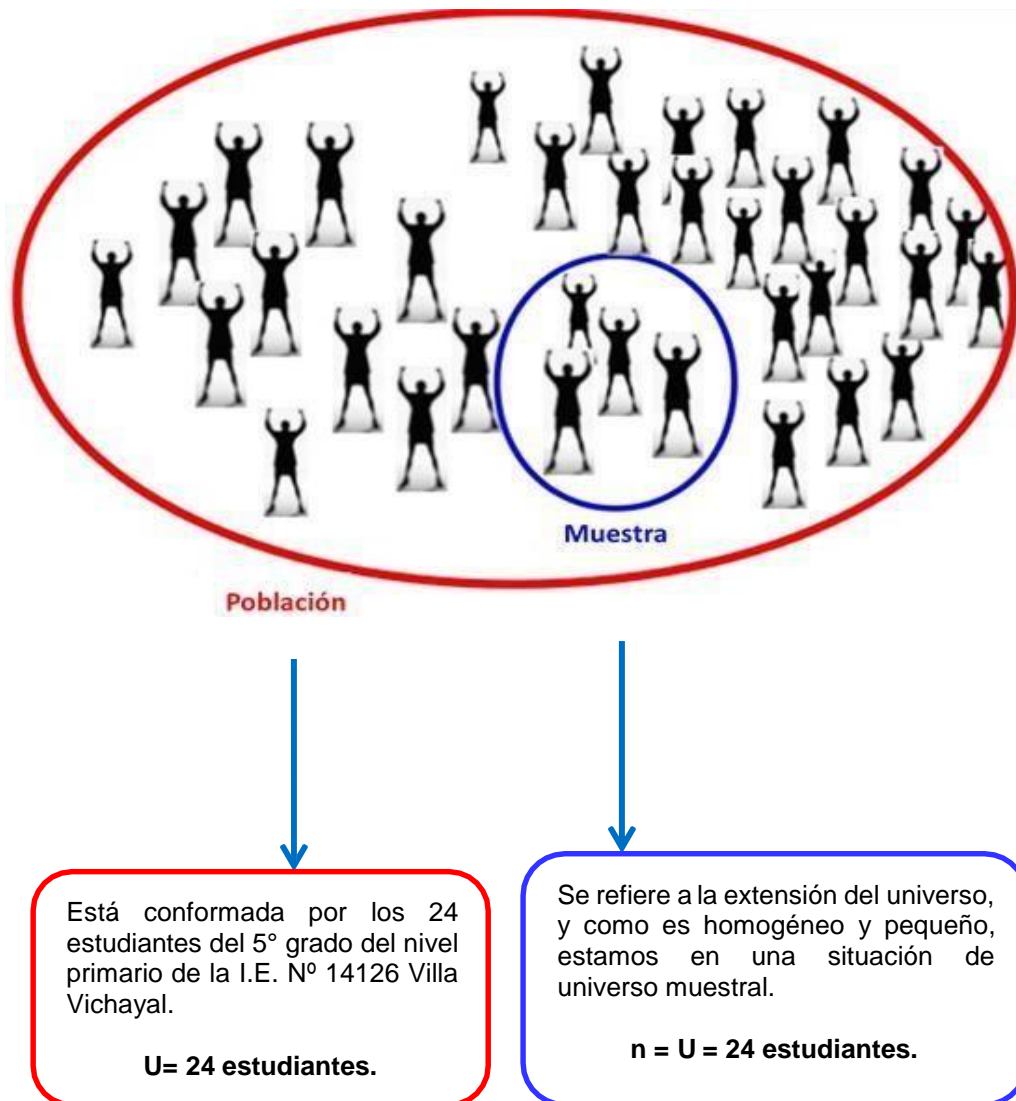 Muestra
Población
Está conformada por los 24
estudiantes del 5° grado del nivel
primario de la I.E. Nº 14126 Villa
Vichayal.
U= 24 estudiantes.
Se refiere a la extensión del universo,
y como es homogéneo y pequeño,
estamos en una situación de
universo muestral.
n = U = 24 estudiantes.